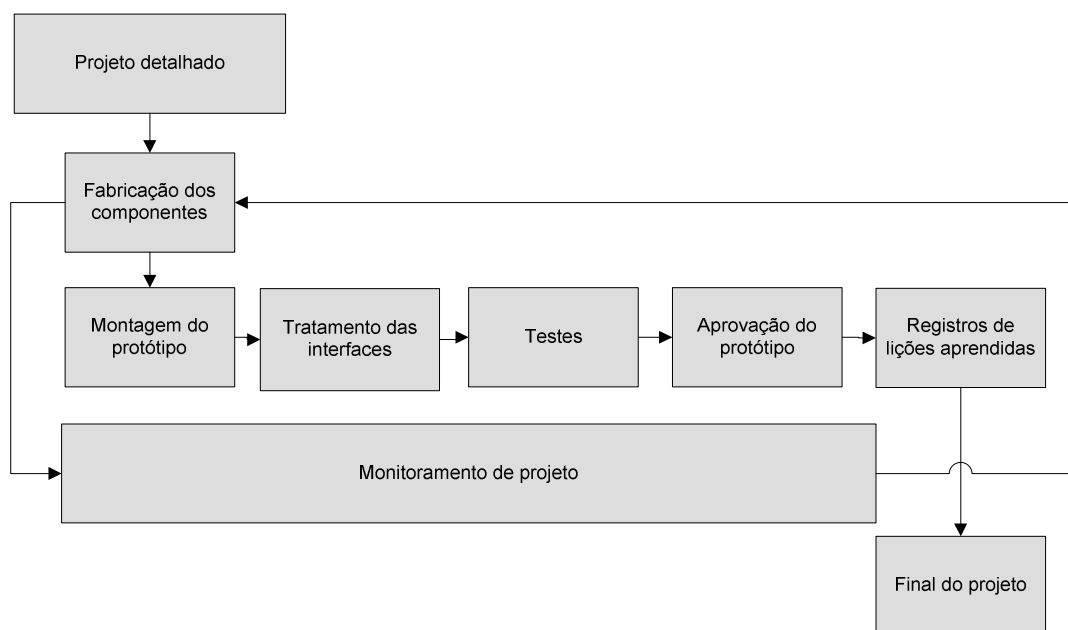 Projeto detalhado
Fabricação dos
componentes
Montagem do
protótipo
Tratamento das
interfaces
Testes
Aprovação do
protótipo
Registros de
lições aprendidas
Monitoramento de projeto
Final do projeto